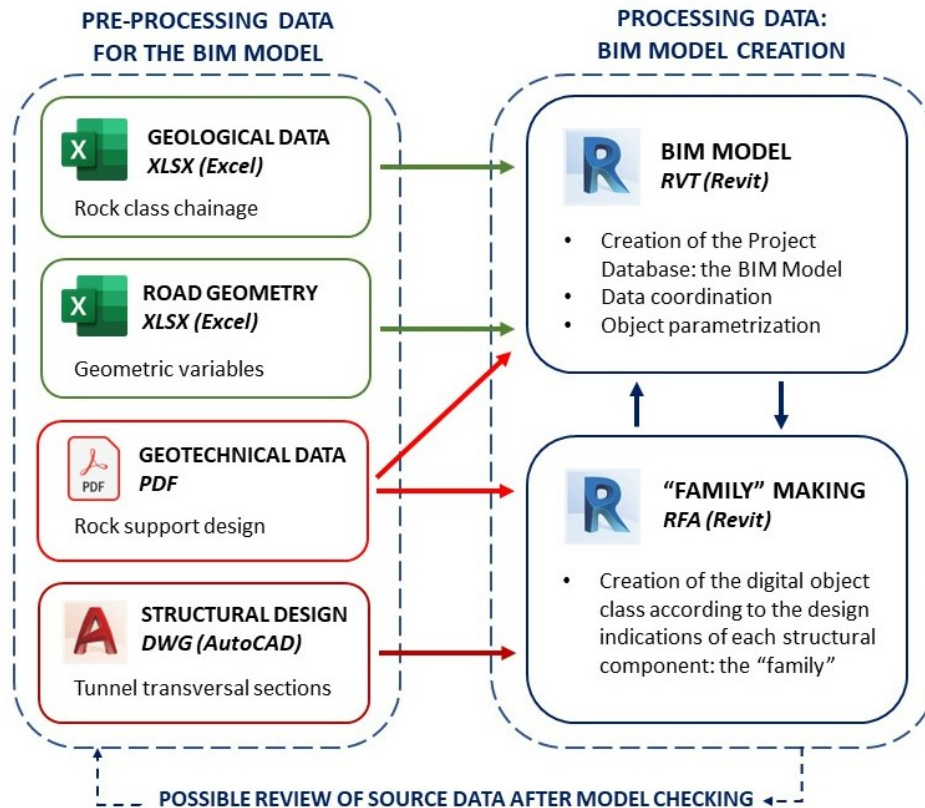 PRE-PROCESSING DATA
FOR THE BIM MODEL
X
GEOLOGICAL DATA
XLSX (Excel)
Rock class chainage
X
ROAD GEOMETRY
XLSX (Excel)
Geometric variables
PDF
GEOTECHNICAL DATA
PDF
Rock support design
A
STRUCTURAL DESIGN
DWG (AutoCAD)
Tunnel transversal sections
PROCESSING DATA:
BIM MODEL CREATION
R
BIM MODEL
RVT (Revit)
• Creation of the Project
Database: the BIM Model
• Data coordination
• Object parametrization
R
“FAMILY” MAKING
RFA (Revit)
• Creation of the digital object
class according to the design
indications of each structural
component: the “family”
POSSIBLE REVIEW OF SOURCE DATA AFTER MODEL CHECKING